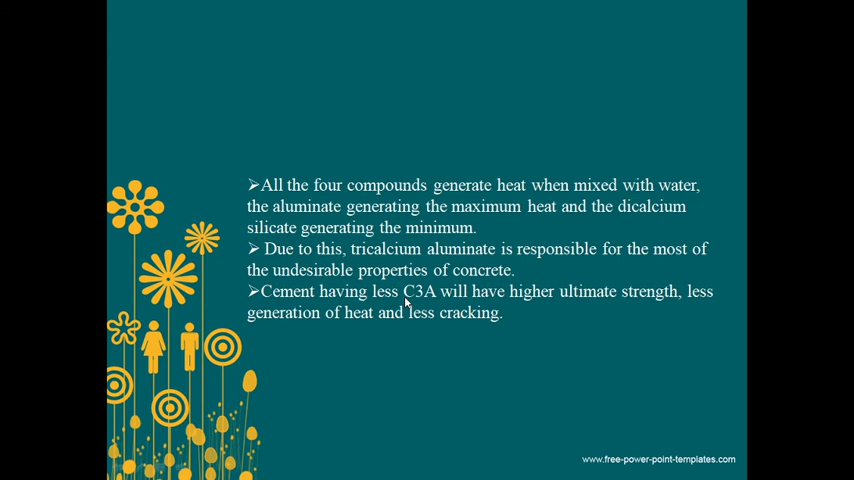 ➢All the four compounds generate heat when mixed with water,
the aluminate generating the maximum heat and the dicalcium
silicate generating the minimum.
➢ Due to this, tricalcium aluminate is responsible for the most of
the undesirable properties of concrete.
➢Cement having less C3A will have higher ultimate strength, less
generation of heat and less cracking.
www.free-power-point-templates.com